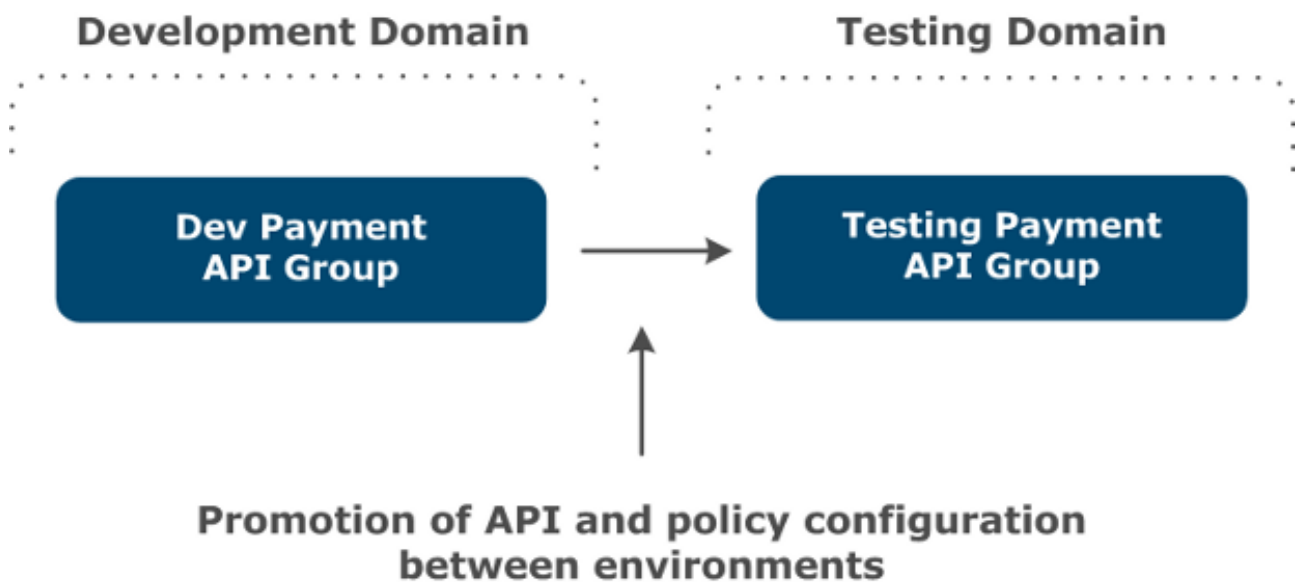 Development Domain
Testing Domain
Dev Payment
API Group
Testing Payment
API Group
Promotion of API and policy configuration
between environments